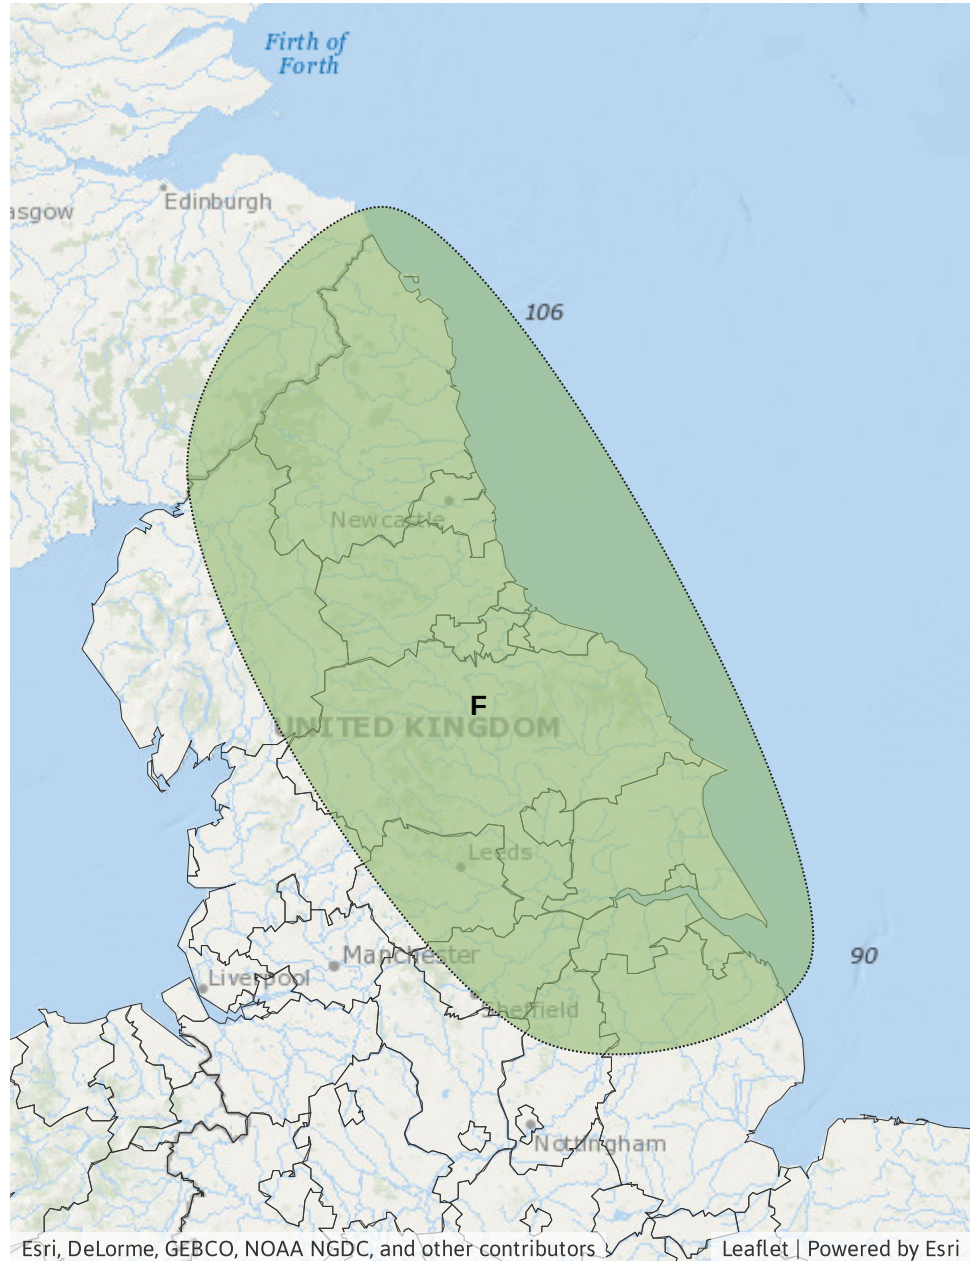 Firth of
Forth
Edinburgh
asgow
106
Newcastle
F
UNITED KINGDOM
Leeds
Manchester
90
Liverpool
Sheffield
Nottingham
Esri, DeLorme, GEBCO, NOAA NGDC, and other contributors
Leaflet | Powered by Esri